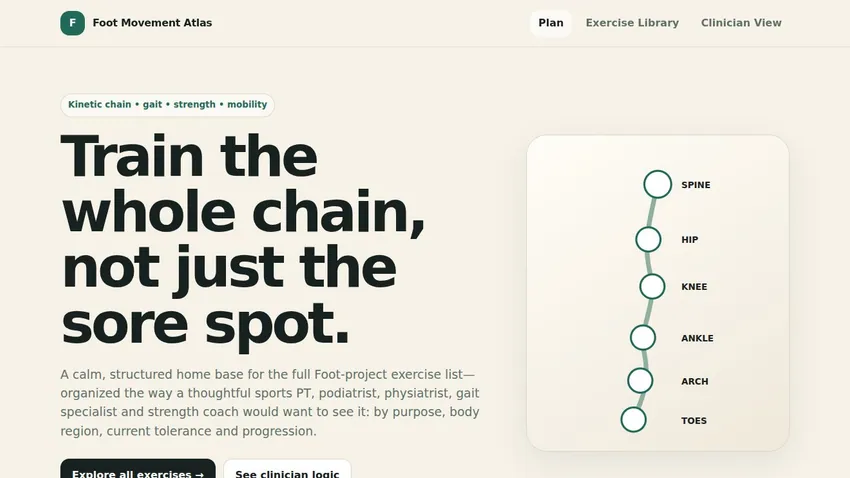 F Foot Movement Atlas
Plan Exercise Library Clinician View
Kinetic chain • gait • strength • mobility
Train the
whole chain,
not just the
sore spot.
A calm, structured home base for the full Foot-project exercise list—
organized the way a thoughtful sports PT, podiatrist, physiatrist, gait
specialist and strength coach would want to see it: by purpose, body
region, current tolerance and progression.
Explore all exercises → See clinician logic
SPINE
HIP
KNEE
ANKLE
ARCH
TOES